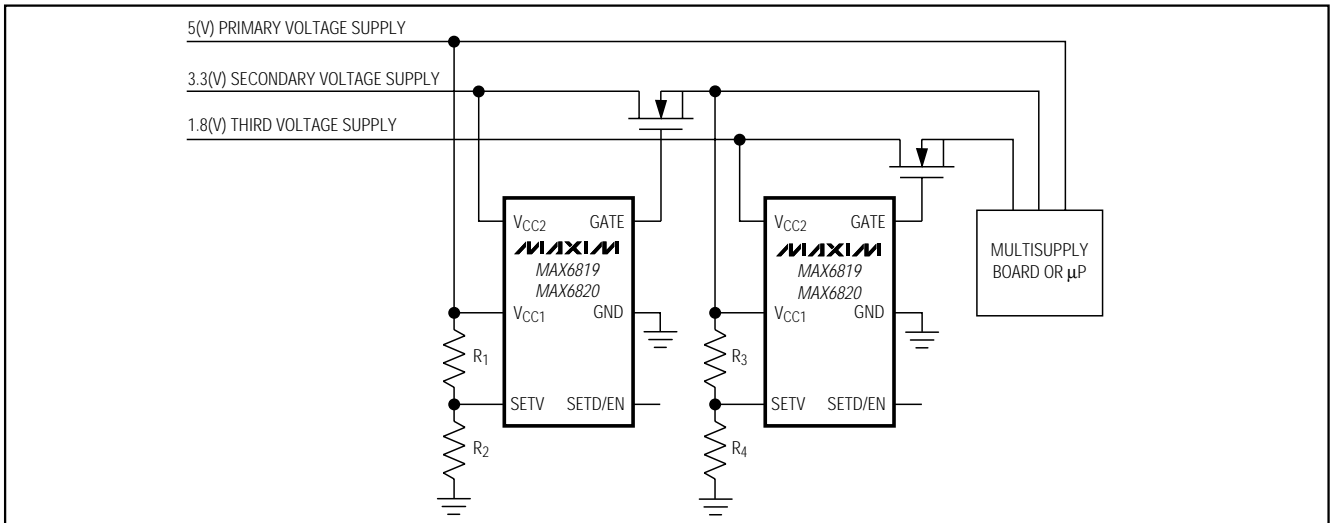 5(V) PRIMARY VOLTAGE SUPPLY
3.3(V) SECONDARY VOLTAGE SUPPLY
1.8(V) THIRD VOLTAGE SUPPLY
VCC2 GATE
MAXIM
MAX6819
MAX6820
VCC1 GND
SETV SETD/EN
R1
R2
VCC2 GATE
MAXIM
MAX6819
MAX6820
VCC1 GND
SETV SETD/EN
R3
R4
MULTISUPPLY
BOARD OR μP